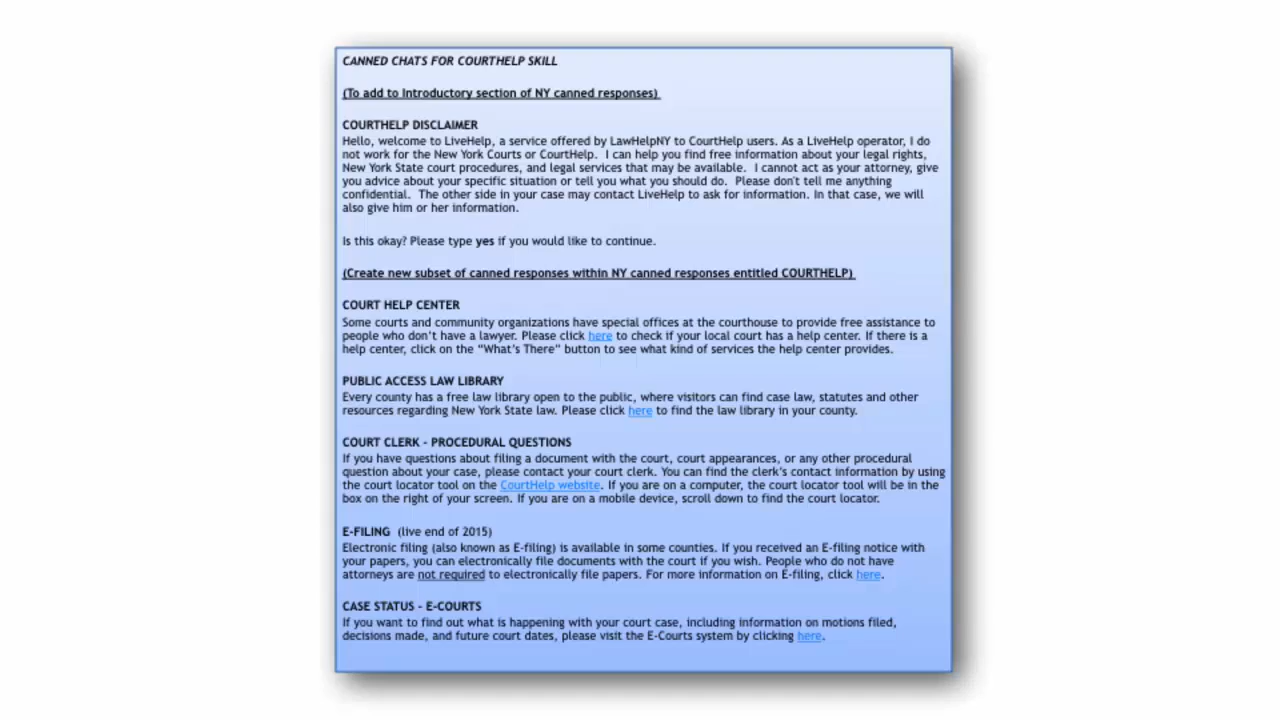 CANNED CHATS FOR COURTHELP SKILL
(To add to Introductory section of NY canned responses)
COURTHELP DISCLAIMER
Hello, welcome to LiveHelp, a service offered by LawHelpNY to CourtHelp users. As a LiveHelp operator, I do
not work for the New York Courts or CourtHelp. I can help you find free information about your legal rights,
New York State court procedures, and legal services that may be available. I cannot act as your attorney, give
you advice about your specific situation or tell you what you should do. Please don't tell me anything
confidential. The other side in your case may contact LiveHelp to ask for information. In that case, we will
also give him or her information.
Is this okay? Please type yes if you would like to continue.
(Create new subset of canned responses within NY canned responses entitled COURTHELP)
COURT HELP CENTER
Some courts and community organizations have special offices at the courthouse to provide free assistance to
people who don't have a lawyer. Please click here to check if your local court has a help center. If there is a
help center, click on the “What's There” button to see what kind of services the help center provides.
PUBLIC ACCESS LAW LIBRARY
Every county has a free law library open to the public, where visitors can find case law, statutes and other
resources regarding New York State law. Please click here to find the law library in your county.
COURT CLERK - PROCEDURAL QUESTIONS
If you have questions about filing a document with the court, court appearances, or any other procedural
question about your case, please contact your court clerk. You can find the clerk's contact information by using
the court locator tool on the CourtHelp website. If you are on a computer, the court locator tool will be in the
box on the right of your screen. If you are on a mobile device, scroll down to find the court locator.
E-FILING (live end of 2015)
Electronic filing (also known as E-filing) is available in some counties. If you received an E-filing notice with
your papers, you can electronically file documents with the court if you wish. People who do not have
attorneys are not required to electronically file papers. For more information on E-filing, click here.
CASE STATUS - E-COURTS
If you want to find out what is happening with your court case, including information on motions filed,
decisions made, and future court dates, please visit the E-Courts system by clicking here.